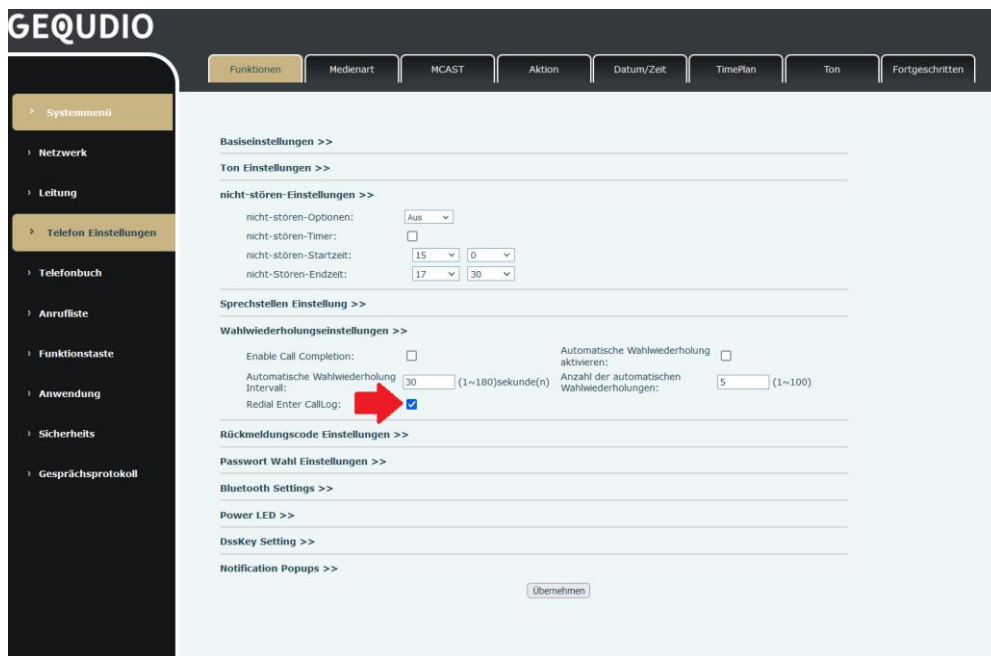 GEQUDIO
Funktionen Medienart MCAST Aktion Datum/Zeit TimePlan Ton Fortgeschritten
› Systemmenü
› Netzwerk
› Leitung
› Telefon Einstellungen
› Telefonbuch
› Anrufliste
› Funktionstaste
› Anwendung
› Sicherheits
› Gesprächsprotokoll
Basiseinstellungen >>
Ton Einstellungen >>
nicht-stören-Einstellungen >>
nicht-stören-Optionen: Aus
nicht-stören-Timer:
nicht-stören-Startzeit: 15 0
nicht-Stören-Endzeit: 17 30
Sprechstellen Einstellung >>
Wahlwiederholungseinstellungen >>
Enable Call Completion:
Automatische Wahlwiederholung
aktivieren:
Automatische Wahlwiederholung
Intervall: 30 (1~180)sekunde(n)
Anzahl der automatischen
Wahlwiederholungen: 5 (1~100)
Redial Enter CallLog:
Rückmeldungscode Einstellungen >>
Passwort Wahl Einstellungen >>
Bluetooth Settings >>
Power LED >>
DssKey Setting >>
Notification Popups >>
Übernehmen